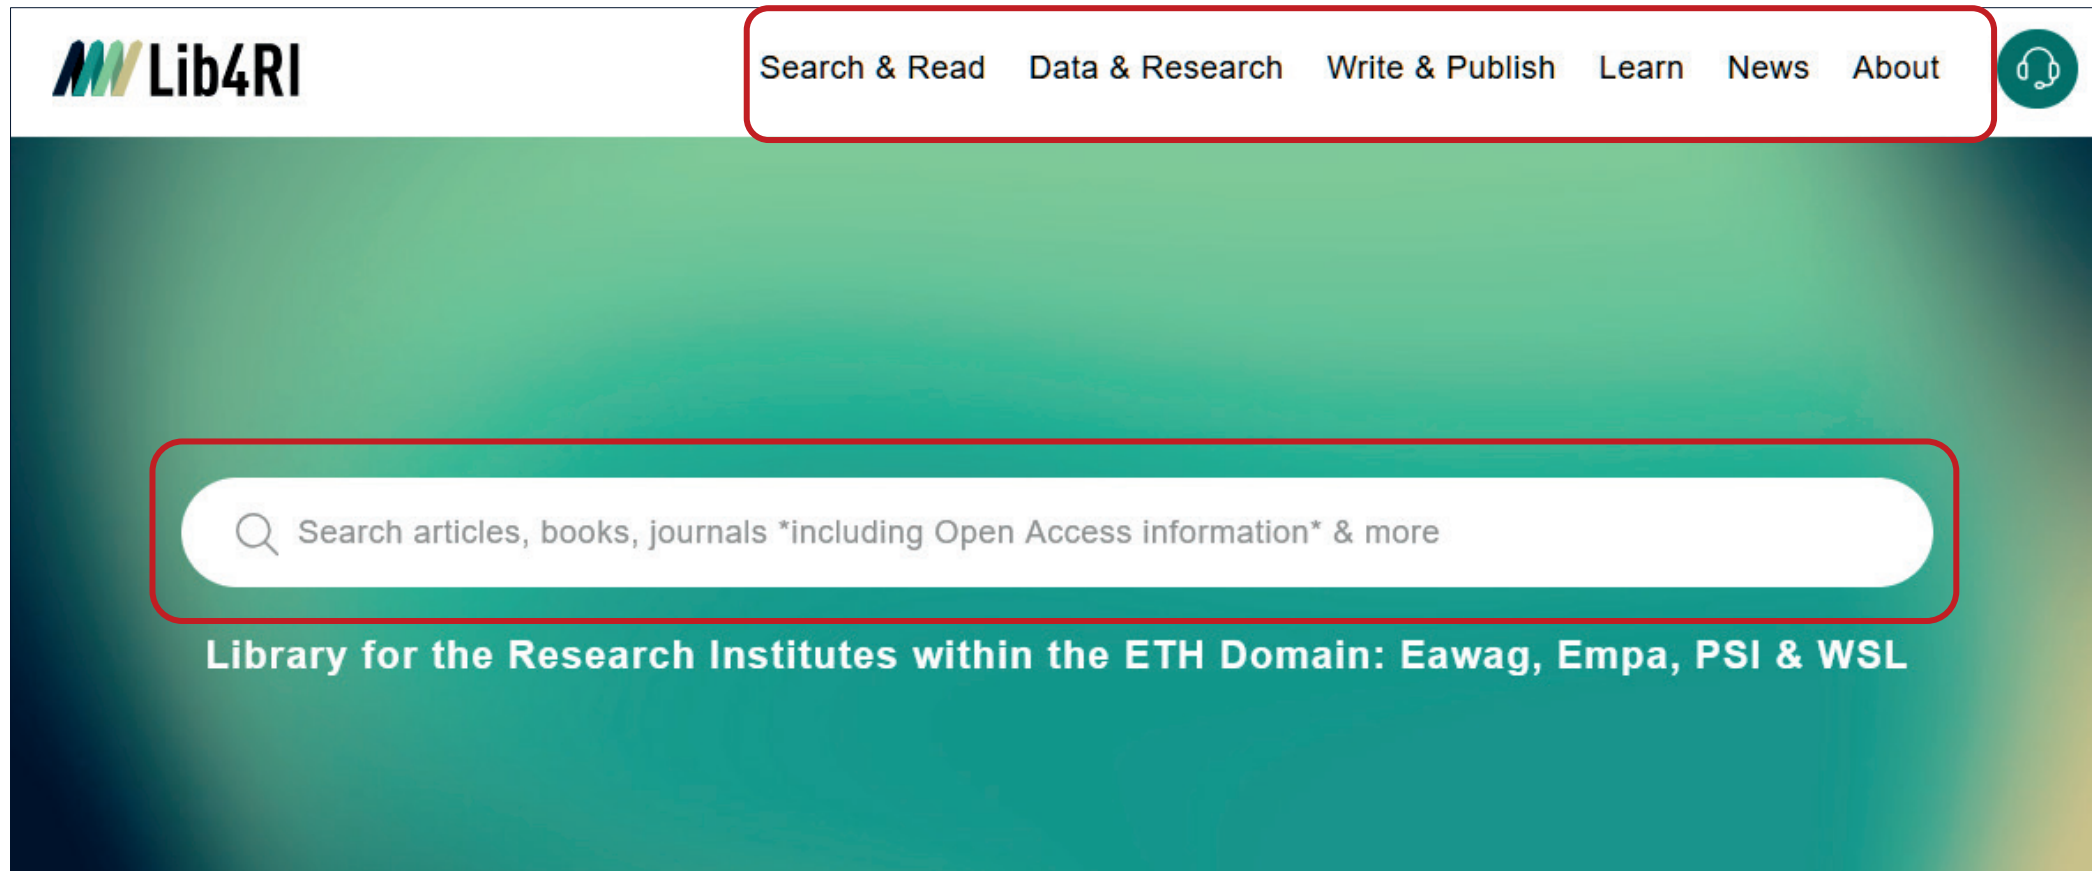 Lib4RI
Search & Read Data & Research Write & Publish Learn News About
Search articles, books, journals *including Open Access information* & more
Library for the Research Institutes within the ETH Domain: Eawag, Empa, PSI & WSL